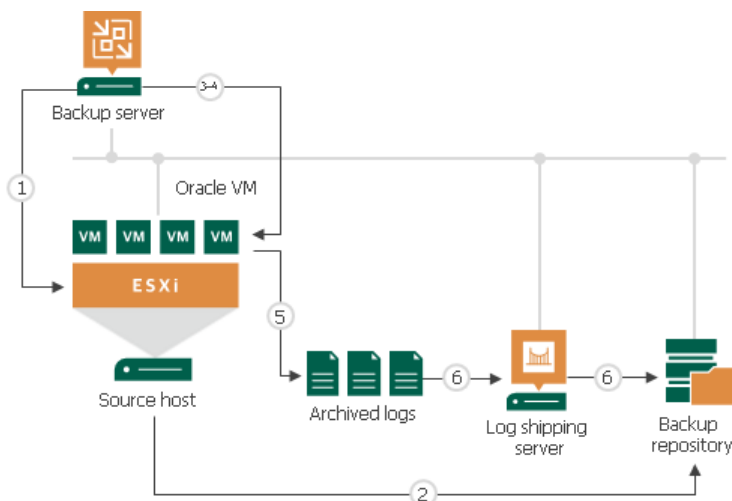 3-4
Backup server
1
Oracle VM
VM VM VM VM
ESXi
5
6
6
Source host
Archived logs
Log shipping
server
Backup
repository
2